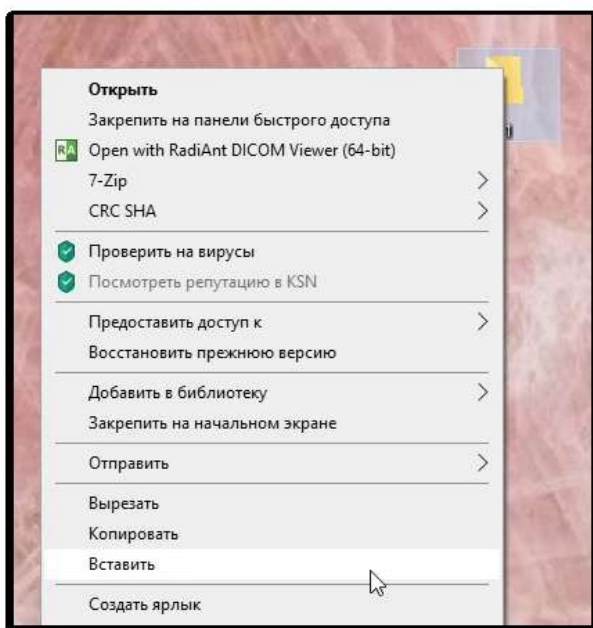 Открыть
Закрепить на панели быстрого доступа
RA Open with RadiAnt DICOM Viewer (64-bit)
7-Zip
CRC SHA
Проверить на вирусы
Посмотреть репутацию в KSN
Предоставить доступ к
Восстановить прежнюю версию
Добавить в библиотеку
Закрепить на начальном экране
Отправить
Вырезать
Копировать
Вставить
Создать ярлык